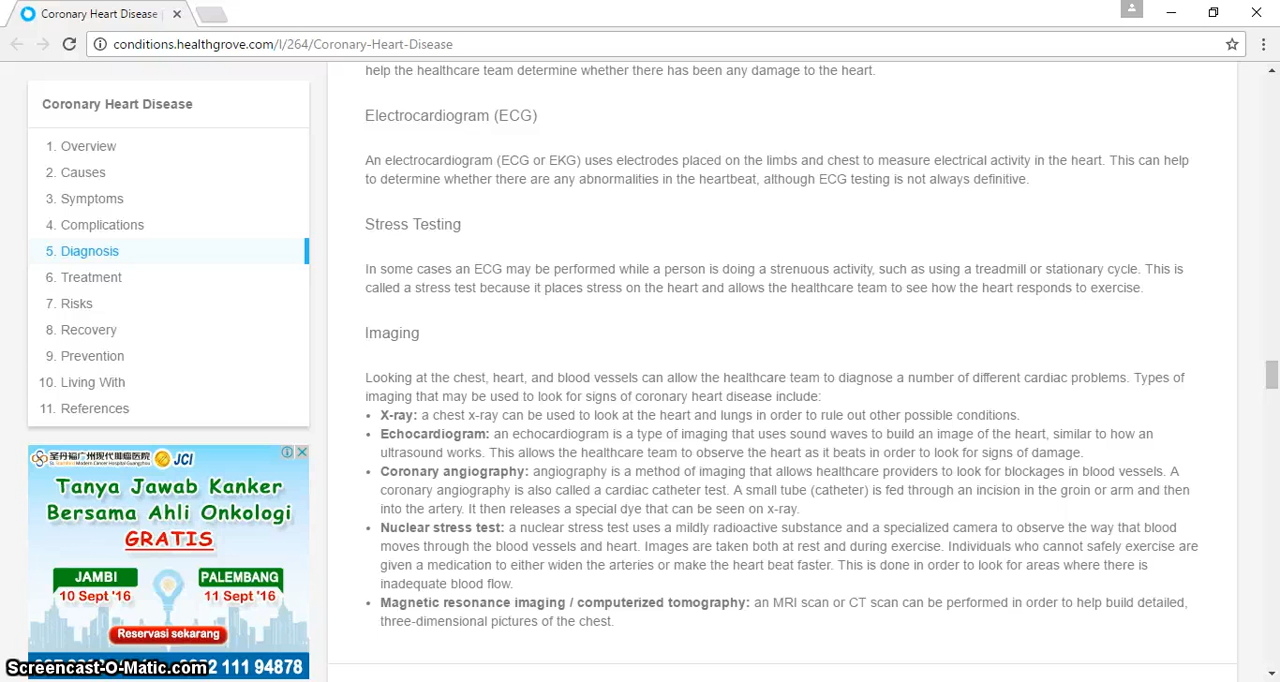 Coronary Heart Disease
conditions.healthgrove.com/l/264/Coronary-Heart-Disease
Coronary Heart Disease
1. Overview
2. Causes
3. Symptoms
4. Complications
5. Diagnosis
6. Treatment
7. Risks
8. Recovery
9. Prevention
10. Living With
11. References
help the healthcare team determine whether there has been any damage to the heart.
Electrocardiogram (ECG)
An electrocardiogram (ECG or EKG) uses electrodes placed on the limbs and chest to measure electrical activity in the heart. This can help
to determine whether there are any abnormalities in the heartbeat, although ECG testing is not always definitive.
Stress Testing
In some cases an ECG may be performed while a person is doing a strenuous activity, such as using a treadmill or stationary cycle. This is
called a stress test because it places stress on the heart and allows the healthcare team to see how the heart responds to exercise.
Imaging
Looking at the chest, heart, and blood vessels can allow the healthcare team to diagnose a number of different cardiac problems. Types of
imaging that may be used to look for signs of coronary heart disease include:
• X-ray: a chest x-ray can be used to look at the heart and lungs in order to rule out other possible conditions.
• Echocardiogram: an echocardiogram is a type of imaging that uses sound waves to build an image of the heart, similar to how an
ultrasound works. This allows the healthcare team to observe the heart as it beats in order to look for signs of damage.
• Coronary angiography: angiography is a method of imaging that allows healthcare providers to look for blockages in blood vessels. A
coronary angiography is also called a cardiac catheter test. A small tube (catheter) is fed through an incision in the groin or arm and then
into the artery. It then releases a special dye that can be seen on x-ray.
• Nuclear stress test: a nuclear stress test uses a mildly radioactive substance and a specialized camera to observe the way that blood
moves through the blood vessels and heart. Images are taken both at rest and during exercise. Individuals who cannot safely exercise are
given a medication to either widen the arteries or make the heart beat faster. This is done in order to look for areas where there is
inadequate blood flow.
• Magnetic resonance imaging / computerized tomography: an MRI scan or CT scan can be performed in order to help build detailed,
three-dimensional pictures of the chest.
圣丹福广州现代肿瘤医院
Modern Cancer Hospital Guangzhou
JCI
Tanya Jawab Kanker
Bersama Ahli Onkologi
GRATIS
JAMBI
10 Sept '16
PALEMBANG
11 Sept '16
Reservasi sekarang
111 94878
Screencast-O-Matic.com